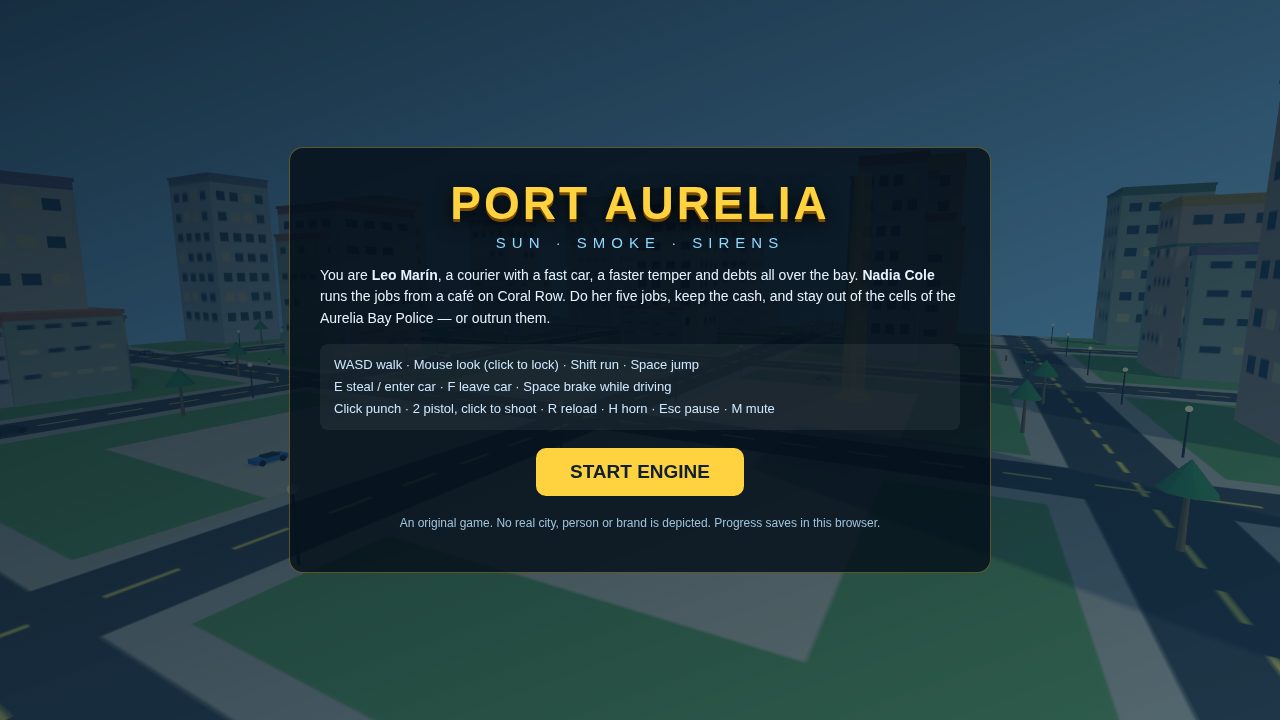 PORT AURELIA
SUN · SMOKE · SIRENS
You are Leo Marín, a courier with a fast car, a faster temper and debts all over the bay. Nadia Cole
runs the jobs from a café on Coral Row. Do her five jobs, keep the cash, and stay out of the cells of the
Aurelia Bay Police — or outrun them.
WASD walk · Mouse look (click to lock) · Shift run · Space jump
E steal / enter car · F leave car · Space brake while driving
Click punch · 2 pistol, click to shoot · R reload · H horn · Esc pause · M mute
START ENGINE
An original game. No real city, person or brand is depicted. Progress saves in this browser.